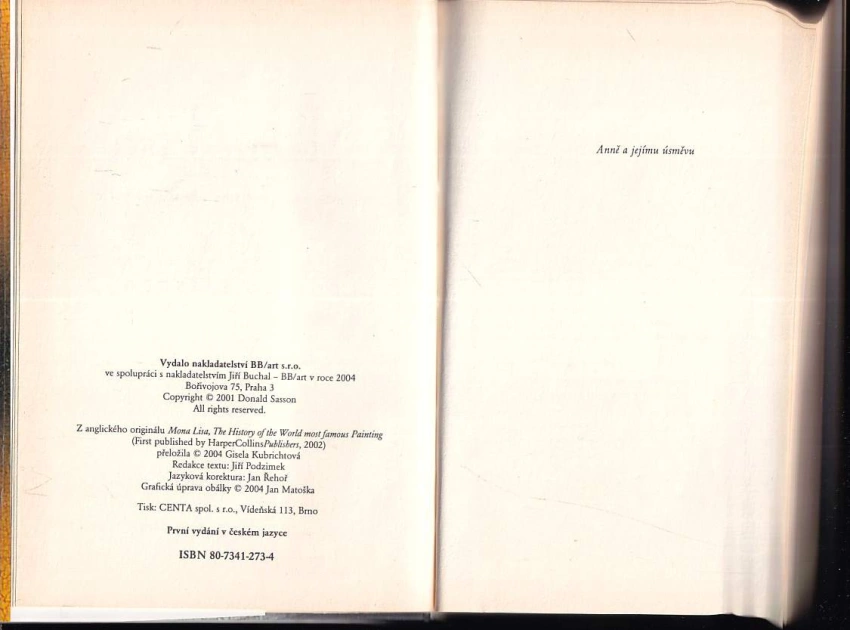 Vydalo nakladatelství BB/art s.r.o.
ve spolupráci s nakladatelstvím Jiří Buchal – BB/art v roce 2004
Bořivojova 75, Praha 3
Copyright © 2001 Donald Sasson
All rights reserved.
Z anglického originálu Mona Lisa, The History of the World most famous Painting
(First published by HarperCollinsPublishers, 2002)
přeložila © 2004 Gisela Kubrichtová
Redakce textu: Jiří Podzimek
Jazyková korektura: Jan Řehoř
Grafická úprava obálky © 2004 Jan Matoška
Tisk: CENTA spol. s r.o., Vídeňská 113, Brno
První vydání v českém jazyce
ISBN 80-7341-273-4
Anně a jejímu úsměvu